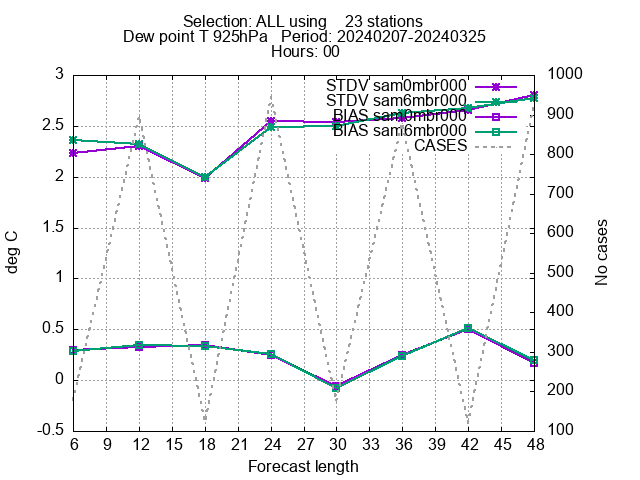 Selection: ALL using    23 stations
Dew point T 925hPa   Period: 20240207-20240325
Hours: 00
3
2.5
2
1.5
1
0.5
0
-0.5
deg C
1000
900
800
700
600
500
400
300
200
100
No cases
STDV sam0mbr000
STDV sam6mbr000
BIAS sam0mbr000
BIAS sam6mbr000
CASES
6 9 12 15 18 21 24 27 30 33 36 39 42 45 48
Forecast length